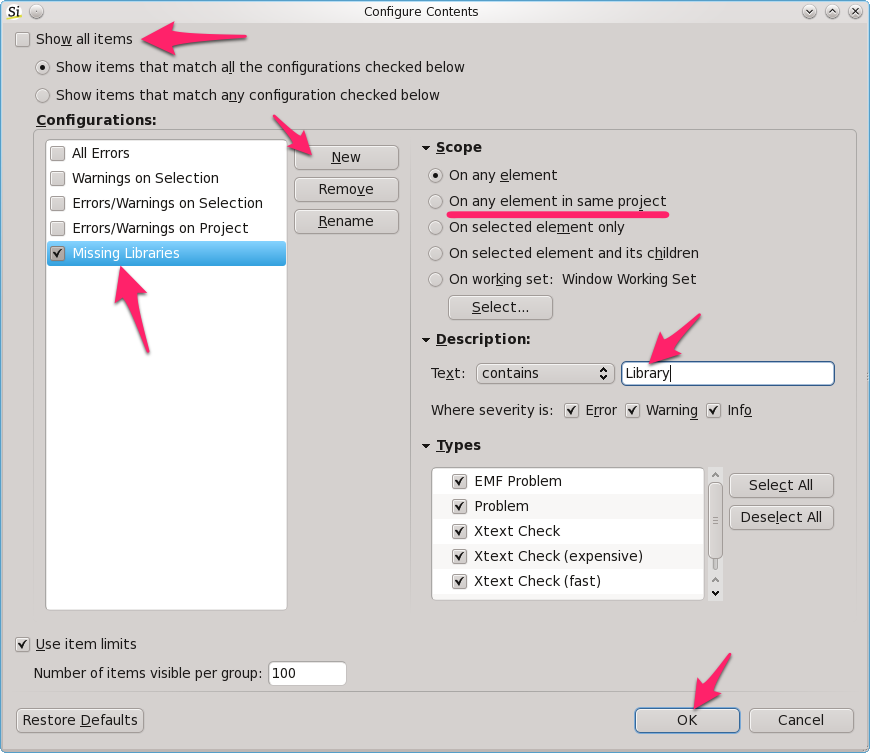 Si Configure Contents
Show all items
Show items that match all the configurations checked below
Show items that match any configuration checked below
Configurations:
All Errors
Warnings on Selection
Errors/Warnings on Selection
Errors/Warnings on Project
Missing Libraries
New
Remove
Rename
Scope
On any element
On any element in same project
On selected element only
On selected element and its children
On working set: Window Working Set
Select...
Description:
Text: contains Library
Where severity is: Error Warning Info
Types
EMF Problem
Problem
Xtext Check
Xtext Check (expensive)
Xtext Check (fast)
Select All
Deselect All
Use item limits
Number of items visible per group: 100
Restore Defaults OK Cancel